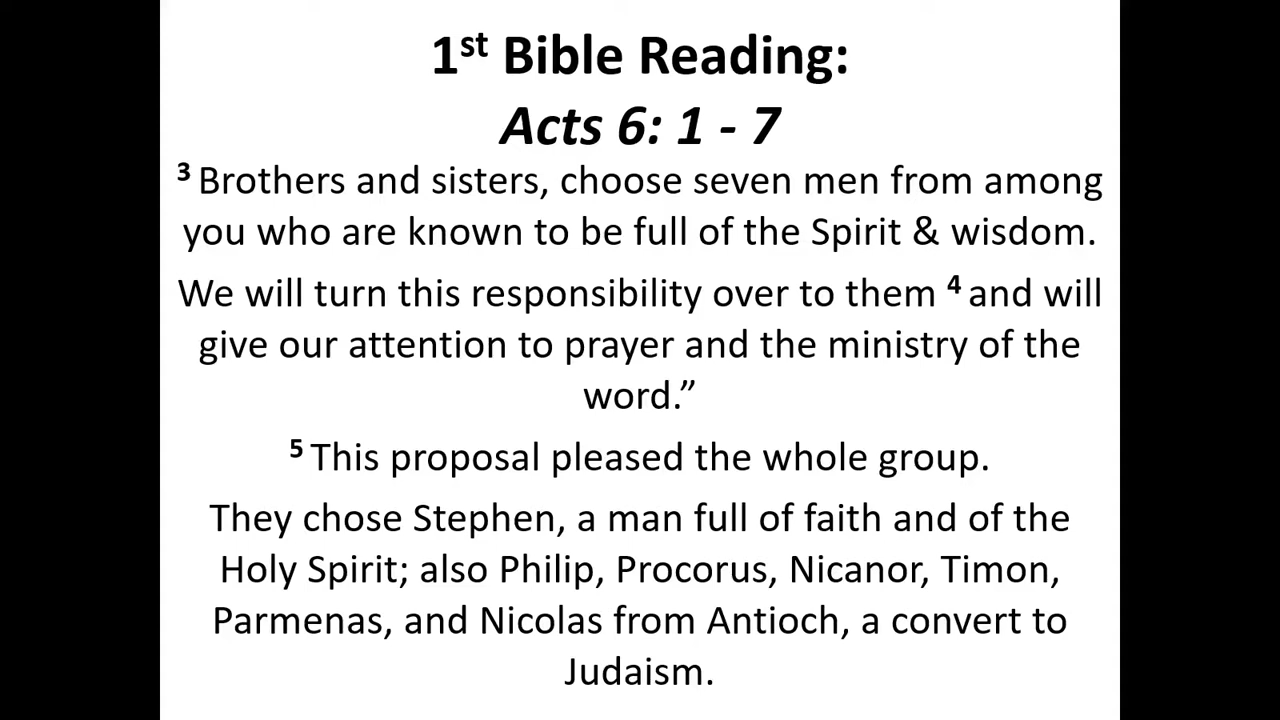 1st Bible Reading:
Acts 6: 1 - 7
3 Brothers and sisters, choose seven men from among
you who are known to be full of the Spirit & wisdom.
We will turn this responsibility over to them 4 and will
give our attention to prayer and the ministry of the
word.”
5 This proposal pleased the whole group.
They chose Stephen, a man full of faith and of the
Holy Spirit; also Philip, Procorus, Nicanor, Timon,
Parmenas, and Nicolas from Antioch, a convert to
Judaism.